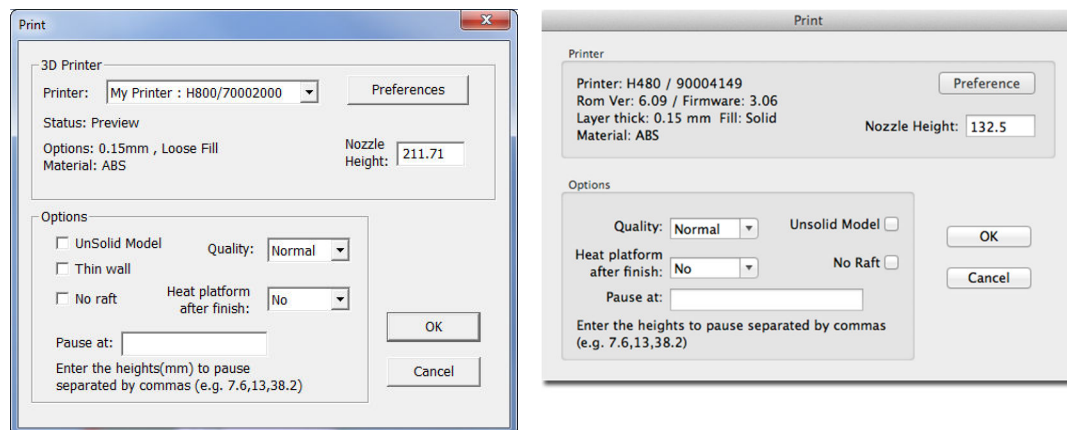 Print
3D Printer
Printer: My Printer : H800/70002000
Preferences
Status: Preview
Options: 0.15mm , Loose Fill
Material: ABS
Nozzle
Height: 211.71
Options
UnSolid Model
Thin wall
No raft
Quality: Normal
Heat platform
after finish: No
Pause at:
Enter the heights(mm) to pause
separated by commas (e.g. 7.6,13,38.2)
OK
Cancel
Print
Printer
Printer: H480 / 90004149
Rom Ver: 6.09 / Firmware: 3.06
Layer thick: 0.15 mm Fill: Solid
Material: ABS
Preference
Nozzle Height: 132.5
Options
Quality: Normal
Unsolid Model
Heat platform
after finish: No
No Raft
Pause at:
Enter the heights to pause separated by commas
(e.g. 7.6,13,38.2)
OK
Cancel